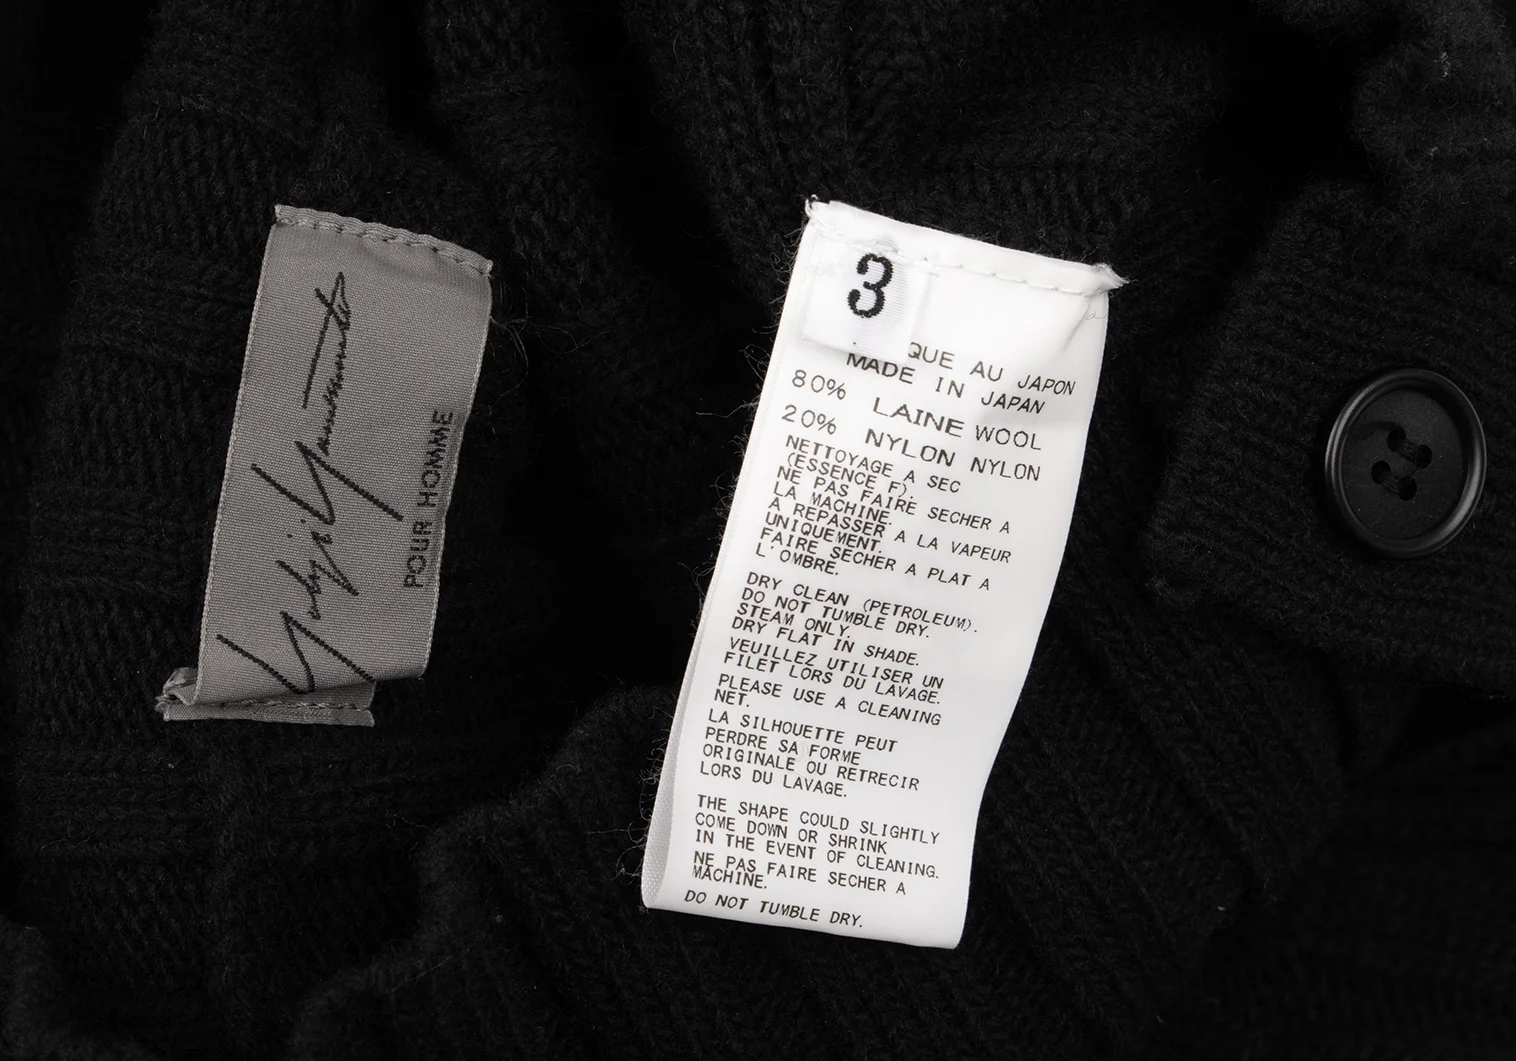 Yohji Yamamoto
POUR HOMME
3
QUE AU JAPON
MADE IN JAPAN
80% LAINE WOOL
20% NYLON NYLON
NETTOYAGE A SEC
(ESSENCE F).
NE PAS FAIRE SECHER A
LA MACHINE.
A REPASSER A LA VAPEUR
UNIQUEMENT.
FAIRE SECHER A PLAT A
L'OMBRE.
DRY CLEAN (PETROLEUM).
DO NOT TUMBLE DRY.
STEAM ONLY.
DRY FLAT IN SHADE.
VEUILLEZ UTILISER UN
FILET LORS DU LAVAGE.
PLEASE USE A CLEANING
NET.
LA SILHOUETTE PEUT
PERDRE SA FORME
ORIGINALE OU RETRECIR
LORS DU LAVAGE.
THE SHAPE COULD SLIGHTLY
COME DOWN OR SHRINK
IN THE EVENT OF CLEANING.
NE PAS FAIRE SECHER A
MACHINE.
DO NOT TUMBLE DRY.